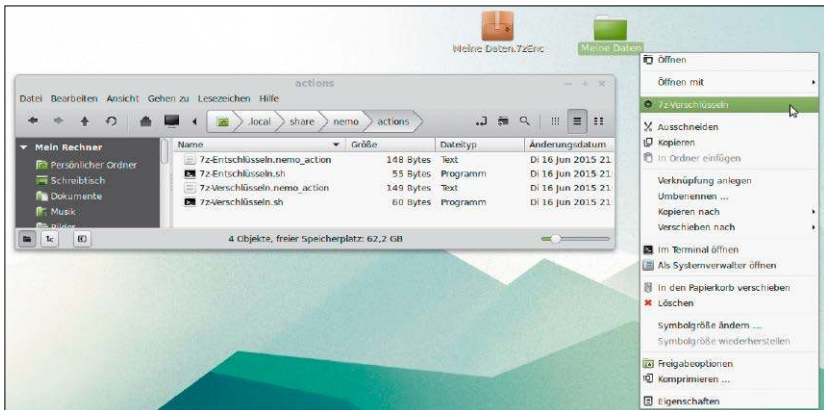 Meine Daten.7zEnc
Meine Daten
actions
Datei Bearbeiten Ansicht Gehen zu Lesezeichen Hilfe
.local share nemo actions
Mein Rechner
Persönlicher Ordner
Schreibtisch
Dokumente
Musik
Bilder
Name Größe Dateityp Änderungsdatum
7z-Entschlüsseln.nemo_action 148 Bytes Text Di 16 Jun 2015 21:
7z-Entschlüsseln.sh 55 Bytes Programm Di 16 Jun 2015 21:
7z-Verschlüsseln.nemo_action 149 Bytes Text Di 16 Jun 2015 21:
7z-Verschlüsseln.sh 60 Bytes Programm Di 16 Jun 2015 21:
4 Objekte, freier Speicherplatz: 62,2 GB
Öffnen
Öffnen mit
7z-Verschlüsseln
Ausschneiden
Kopieren
In Ordner einfügen
Verknüpfung anlegen
Umbenennen ...
Kopieren nach
Verschieben nach
Im Terminal öffnen
Als Systemverwalter öffnen
In den Papierkorb verschieben
Löschen
Symbolgröße ändern ...
Symbolgröße wiederherstellen
Freigabeoptionen
Komprimieren ...
Eigenschaften